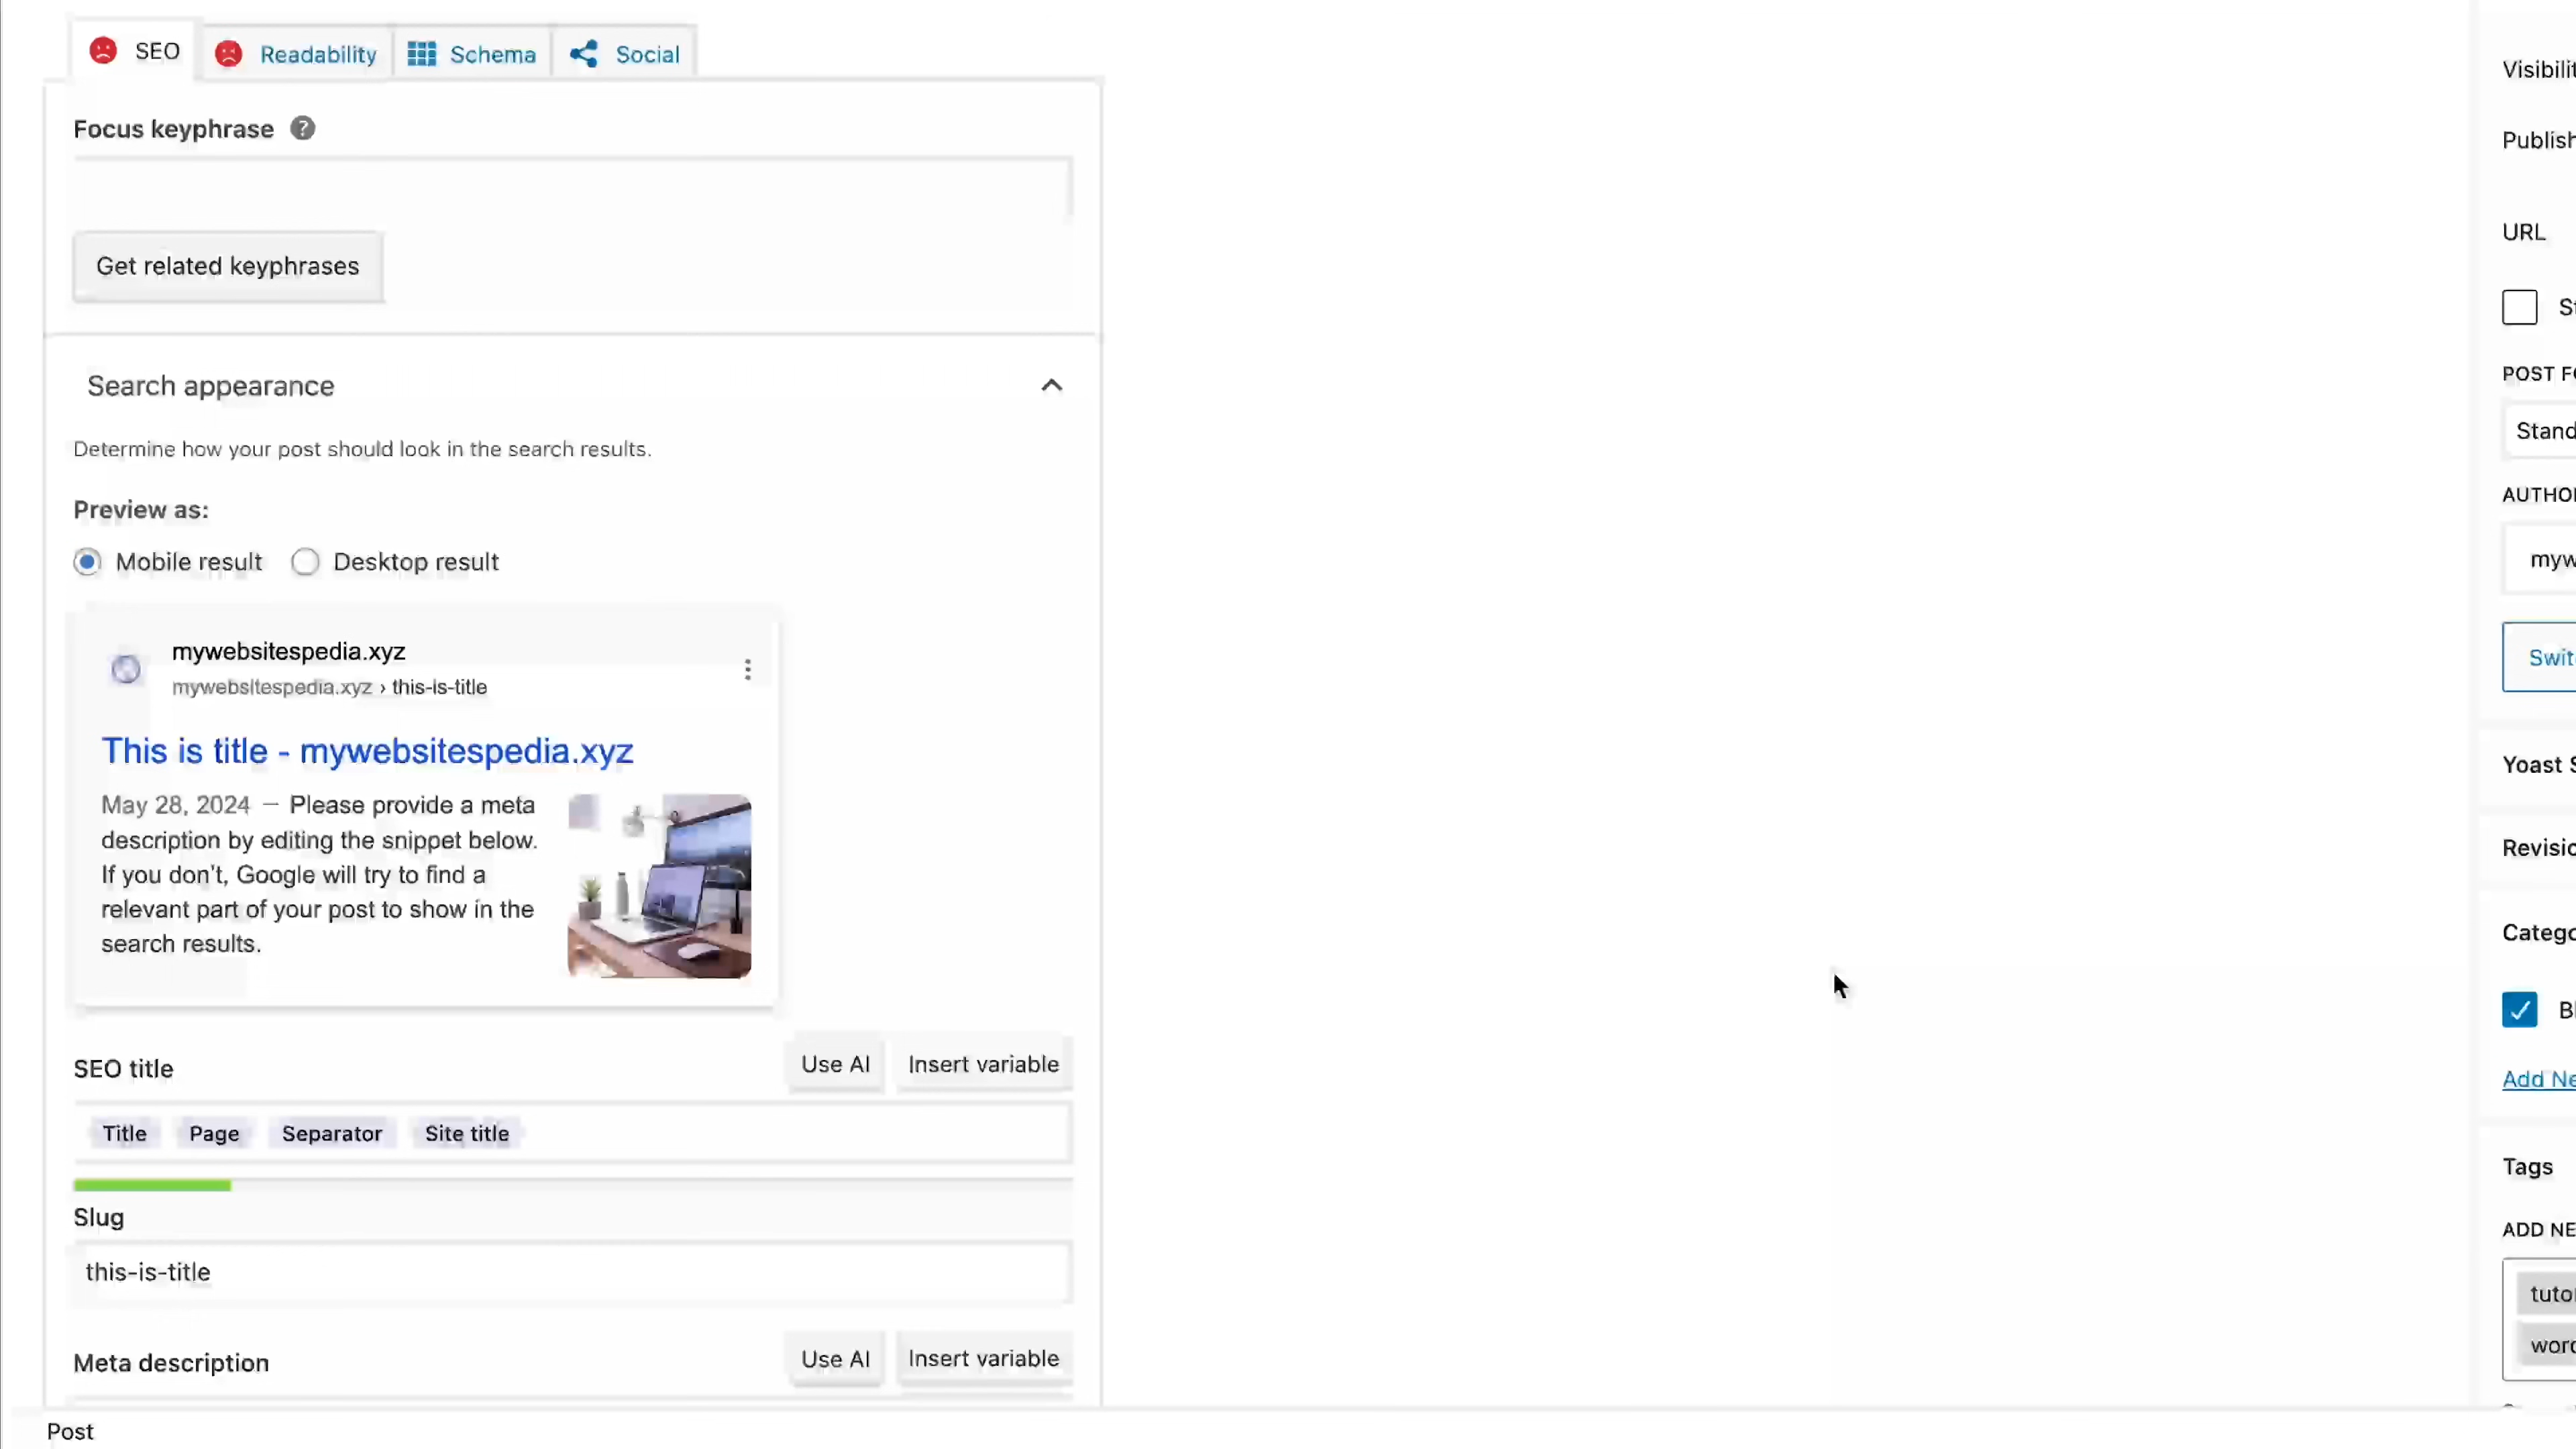 SEO
Readability
Schema
Social
Focus keyphrase ?
Get related keyphrases
Search appearance
Determine how your post should look in the search results.
Preview as:
Mobile result
Desktop result
mywebsitespedia.xyz
mywebsitespedia.xyz › this-is-title
This is title - mywebsitespedia.xyz
May 28, 2024 — Please provide a meta
description by editing the snippet below.
If you don't, Google will try to find a
relevant part of your post to show in the
search results.
SEO title
Use AI
Insert variable
Title
Page
Separator
Site title
Slug
this-is-title
Meta description
Use AI
Insert variable
Post
Visibilit
Publish
URL
St
POST FO
Stand
AUTHO
myw
Swit
Yoast S
Revisio
Catego
Bl
Add Ne
Tags
ADD NE
tuto
word